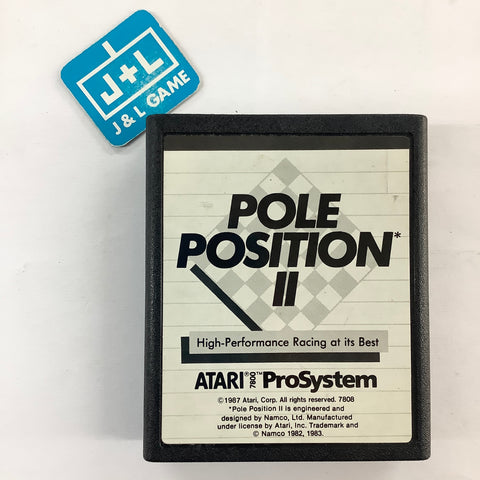 J+L
J & L GAME
POLE
POSITION*
II
High-Performance Racing at its Best
ATARI® 7800™ ProSystem
©1987 Atari, Corp. All rights reserved. 7808
*Pole Position II is engineered and
designed by Namco, Ltd. Manufactured
under license by Atari, Inc. Trademark and
© Namco 1982, 1983.